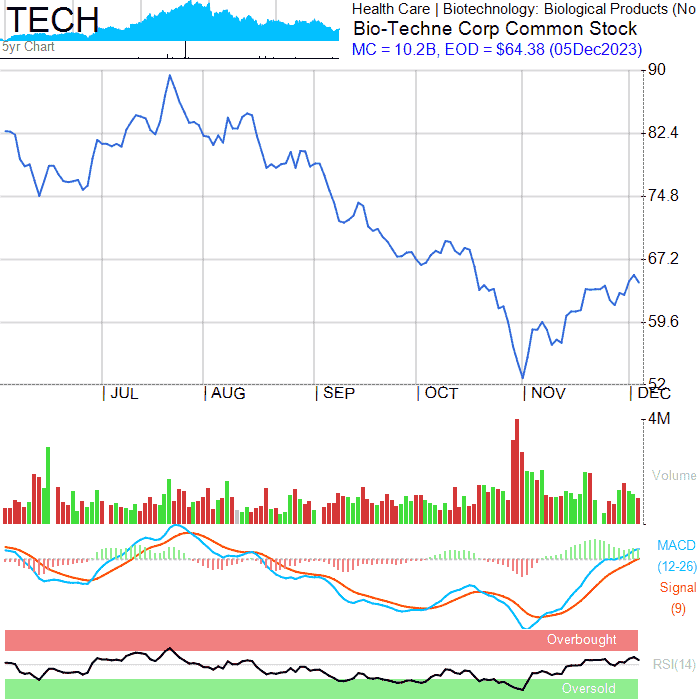 TECH
5yr Chart
Health Care | Biotechnology: Biological Products (No
Bio-Techne Corp Common Stock
MC = 10.2B, EOD = $64.38 (05Dec2023)
90
82.4
74.8
67.2
59.6
52
| JUL | AUG | SEP | OCT | NOV | DEC
4M
Volume
MACD
(12-26)
Signal
(9)
Overbought
RSI(14)
Oversold